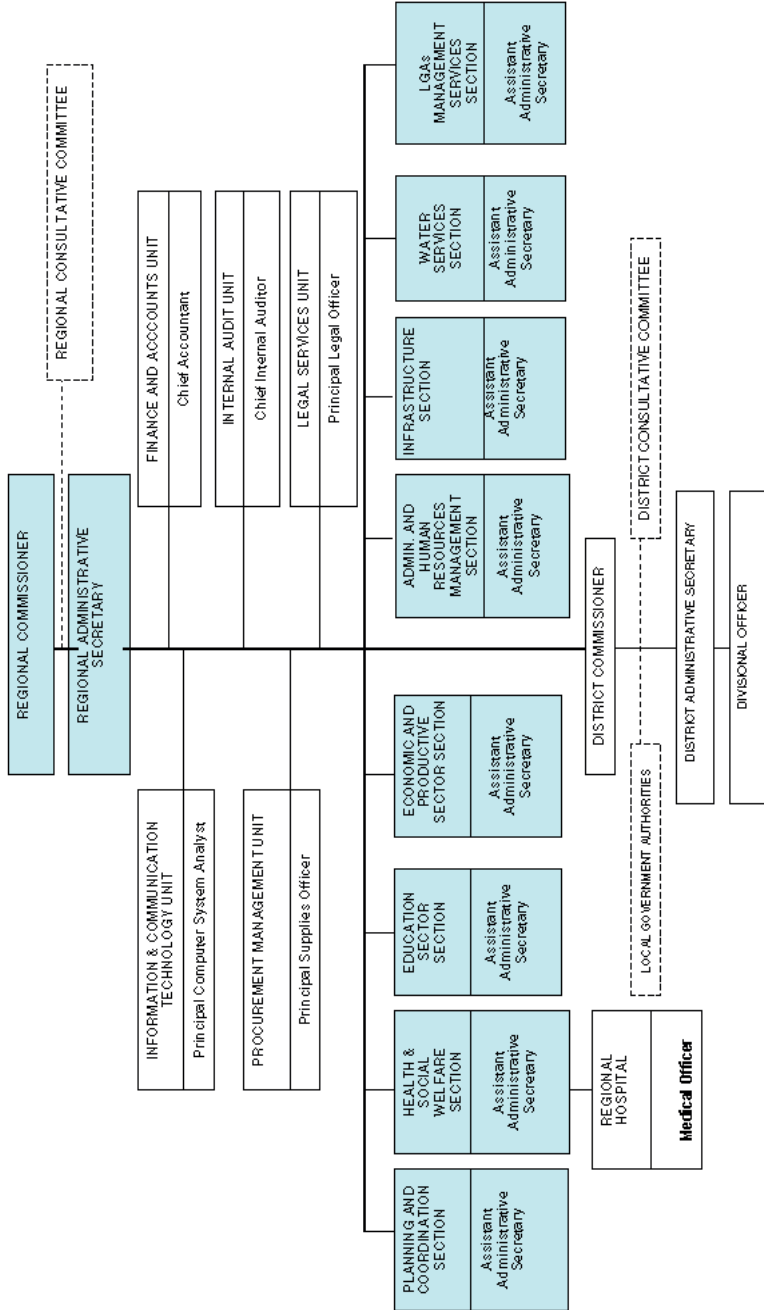 REGIONAL COMMISSIONER
REGIONAL CONSULTATIVE COMMITTEE
REGIONAL ADMINISTRATIVE
SECRETARY
INFORMATION & COMMUNICATION
TECHNOLOGY UNIT
Principal Computer System Analyst
FINANCE AND ACCCOUNTS UNIT
Chief Accountant
PROCUREMENT MANAGEMENT UNIT
Principal Supplies Officer
INTERNAL AUDIT UNIT
Chief Internal Auditor
LEGAL SERVICES UNIT
Principal Legal Officer
PLANNING AND
COORDINATION
SECTION
Assistant
Administrative
Secretary
HEALTH &
SOCIAL
WELFARE
SECTION
Assistant
Administrative
Secretary
EDUCATION
SECTOR
SECTION
Assistant
Administrative
Secretary
ECONOMIC AND
PRODUCTIVE
SECTOR SECTION
Assistant
Administrative
Secretary
ADMIN. AND
HUMAN
RESOURCES
MANAGEMENT
SECTION
Assistant
Administrative
Secretary
INFRASTRUCTURE
SECTION
Assistant
Administrative
Secretary
WATER
SERVICES
SECTION
Assistant
Administrative
Secretary
LGAs
MANAGEMENT
SERVICES
SECTION
Assistant
Administrative
Secretary
REGIONAL
HOSPITAL
Medical Officer
DISTRICT COMMISSIONER
LOCAL GOVERNMENT AUTHORITIES
DISTRICT CONSULTATIVE COMMITTEE
DISTRICT ADMINISTRATIVE SECRETARY
DIVISIONAL OFFICER